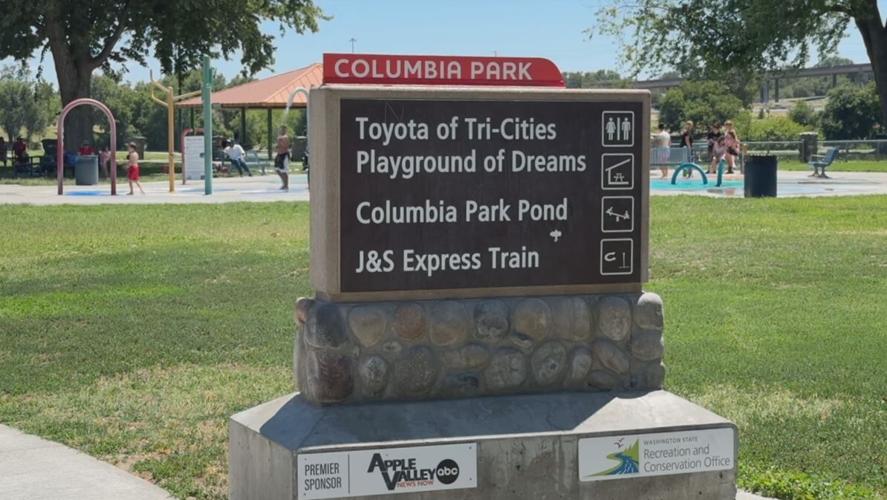 COLUMBIA PARK
Toyota of Tri-Cities
Playground of Dreams
Columbia Park Pond
J&S Express Train
PREMIER
SPONSOR
APPLE
VALLEY
NEWS NOW
abc
WASHINGTON STATE
Recreation and
Conservation Office